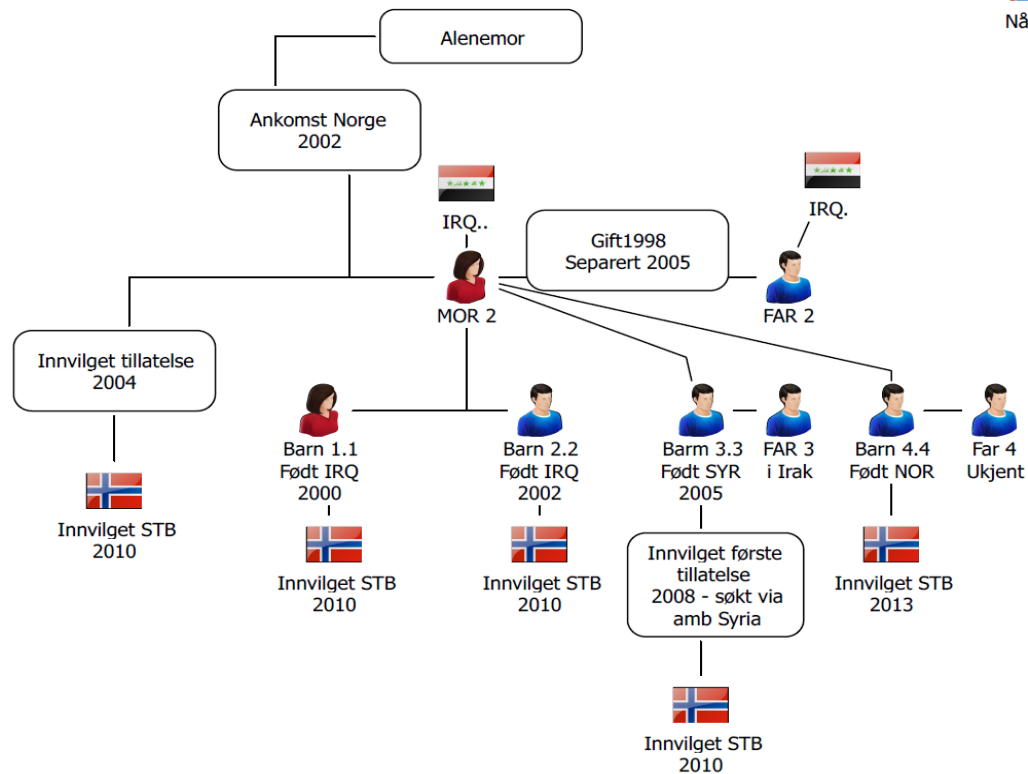 Nå
Alenemor
Ankomst Norge
2002
IRQ..
IRQ.
Gift1998
Separert 2005
MOR 2
FAR 2
Innvilget tillatelse
2004
Barn 1.1
Født IRQ
2000
Barn 2.2
Født IRQ
2002
Barm 3.3
Født SYR
2005
FAR 3
i Irak
Barn 4.4
Født NOR
Far 4
Ukjent
Innvilget STB
2010
Innvilget STB
2010
Innvilget STB
2010
Innvilget første
tillatelse
2008 - søkt via
amb Syria
Innvilget STB
2013
Innvilget STB
2010